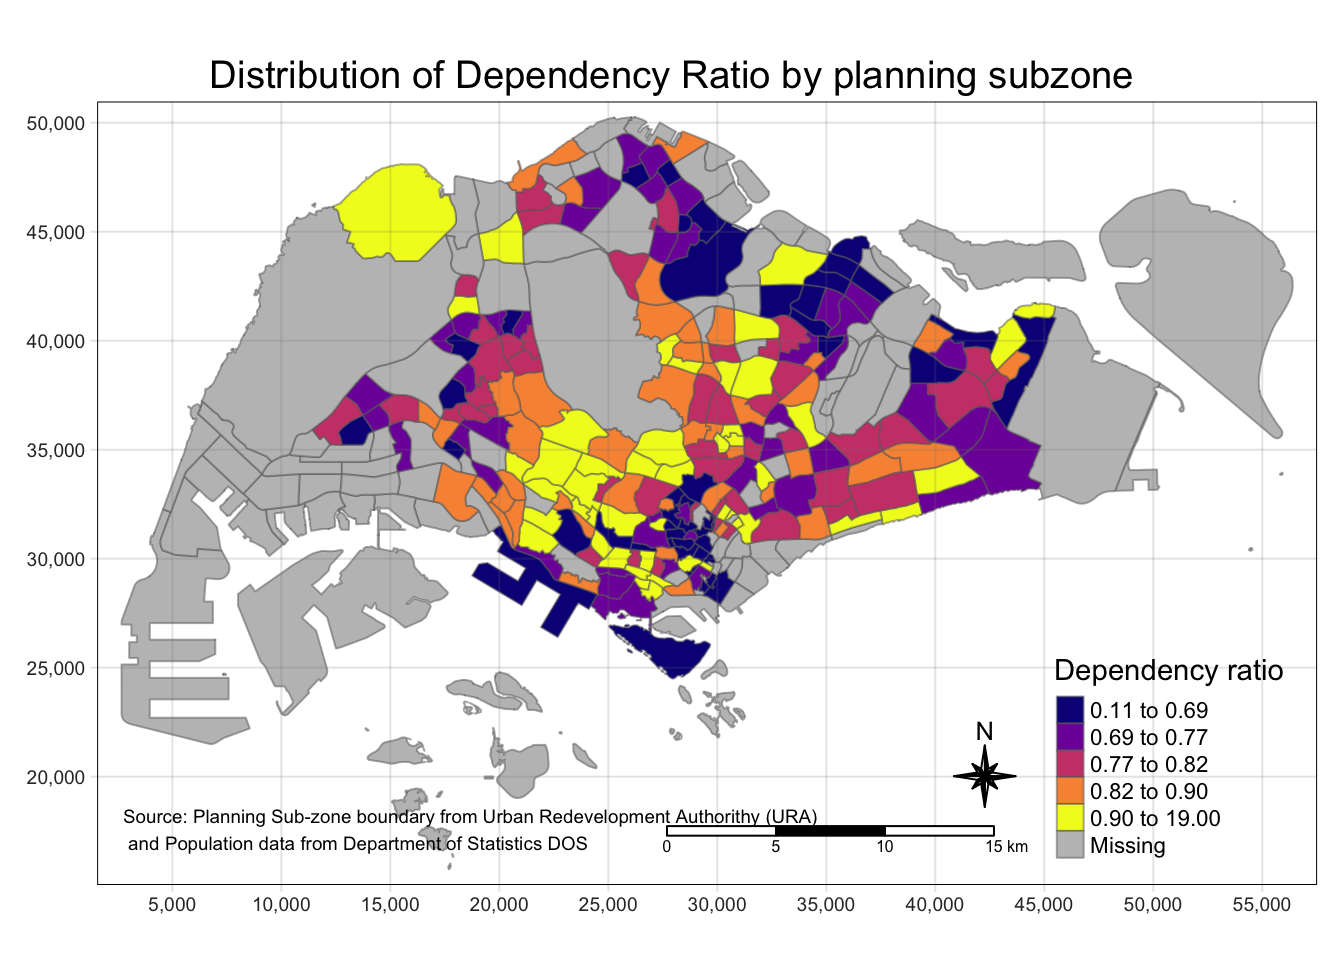 Distribution of Dependency Ratio by planning subzone
50,000
45,000
40,000
35,000
30,000
25,000
20,000
Dependency ratio
0.11 to 0.69
0.69 to 0.77
0.77 to 0.82
0.82 to 0.90
0.90 to 19.00
Missing
N
Source: Planning Sub-zone boundary from Urban Redevelopment Authorithy (URA)
and Population data from Department of Statistics DOS
0 5 10 15 km
5,000 10,000 15,000 20,000 25,000 30,000 35,000 40,000 45,000 50,000 55,000